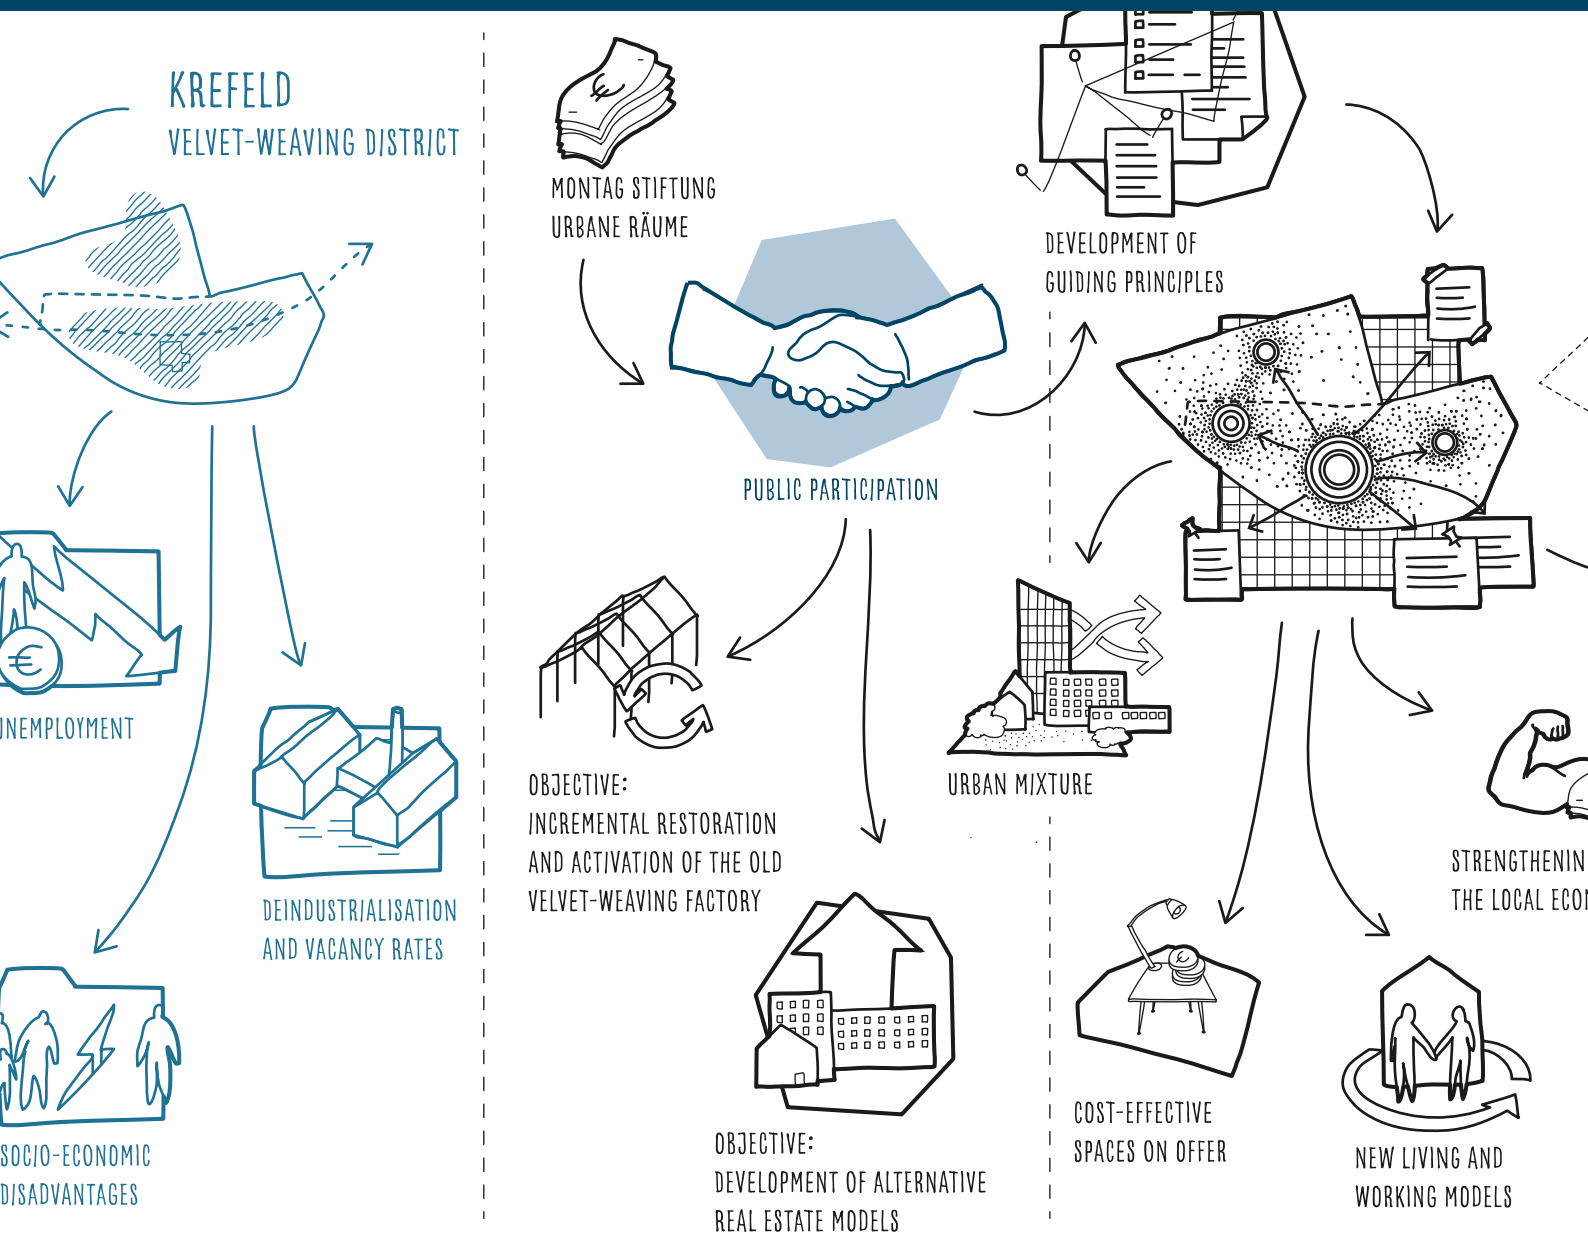 KREFELD
VELVET-WEAVING DISTRICT
UNEMPLOYMENT
DEINDUSTRIALISATION
AND VACANCY RATES
SOCIO-ECONOMIC
DISADVANTAGES
MONTAG STIFTUNG
URBANE RÄUME
PUBLIC PARTICIPATION
OBJECTIVE:
INCREMENTAL RESTORATION
AND ACTIVATION OF THE OLD
VELVET-WEAVING FACTORY
OBJECTIVE:
DEVELOPMENT OF ALTERNATIVE
REAL ESTATE MODELS
DEVELOPMENT OF
GUIDING PRINCIPLES
URBAN MIXTURE
COST-EFFECTIVE
SPACES ON OFFER
NEW LIVING AND
WORKING MODELS
STRENGTHENIN
THE LOCAL ECO